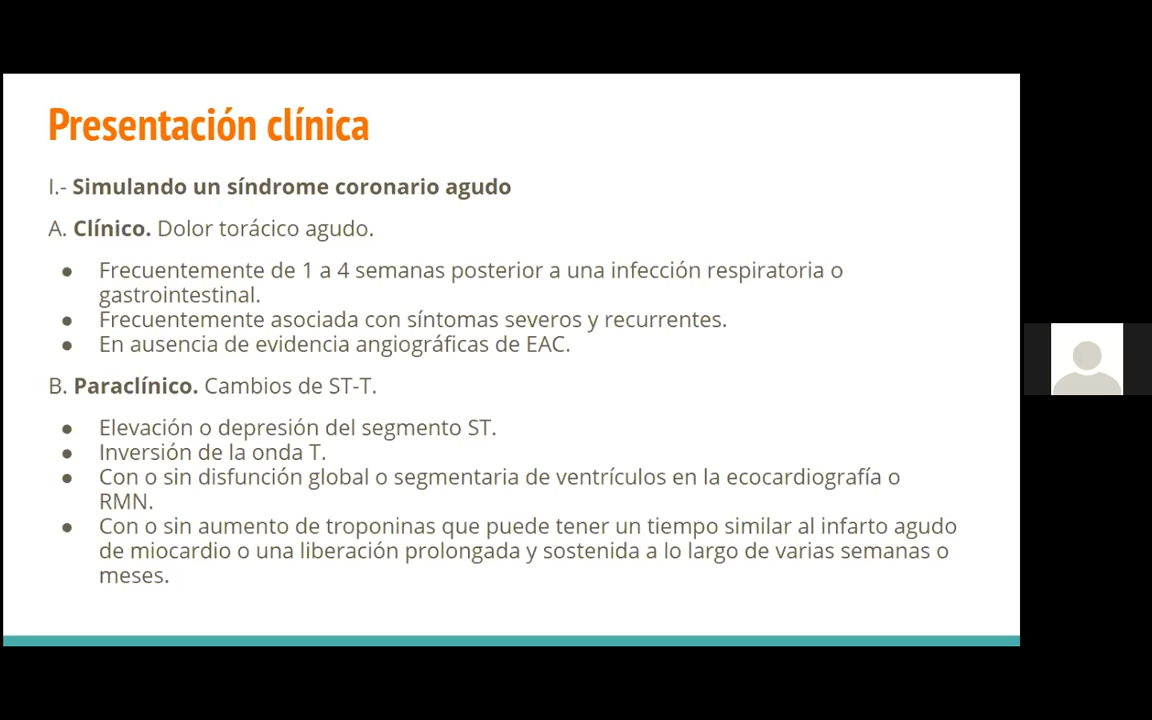 Presentación clínica
I.- Simulando un síndrome coronario agudo
A. Clínico. Dolor torácico agudo.
● Frecuentemente de 1 a 4 semanas posterior a una infección respiratoria o
gastrointestinal.
● Frecuentemente asociada con síntomas severos y recurrentes.
● En ausencia de evidencia angiográficas de EAC.
B. Paraclínico. Cambios de ST-T.
● Elevación o depresión del segmento ST.
● Inversión de la onda T.
● Con o sin disfunción global o segmentaria de ventrículos en la ecocardiografía o
RMN.
● Con o sin aumento de troponinas que puede tener un tiempo similar al infarto agudo
de miocardio o una liberación prolongada y sostenida a lo largo de varias semanas o
meses.